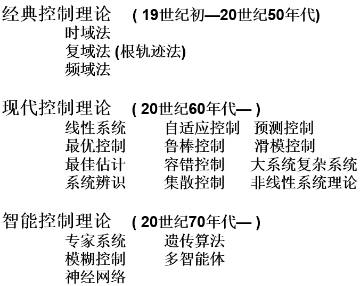 经典控制理论 ( 19世纪初—20世纪50年代)
时域法
复域法 (根轨迹法)
频域法
现代控制理论 ( 20世纪60年代— )
线性系统 自适应控制 预测控制
最优控制 鲁棒控制 滑模控制
最佳估计 容错控制 大系统复杂系统
系统辨识 集散控制 非线性系统理论
智能控制理论 ( 20世纪70年代— )
专家系统 遗传算法
模糊控制 多智能体
神经网络